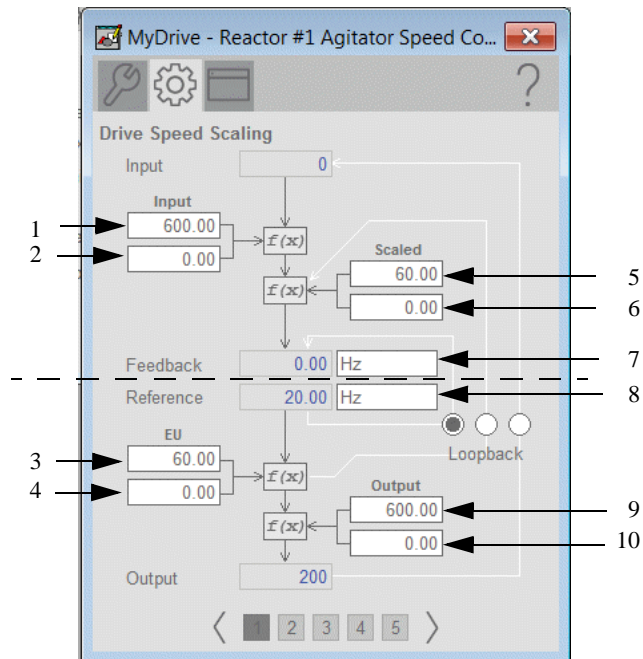 MyDrive - Reactor #1 Agitator Speed Co...
?
Drive Speed Scaling
Input 0
Input
1 600.00
2 0.00
f(x)
Scaled
f(x)
60.00 5
0.00 6
Feedback 0.00 Hz 7
Reference 20.00 Hz 8
EU
Loopback
3 60.00
4 0.00
f(x)
Output
f(x)
600.00 9
0.00 10
Output 200
1 2 3 4 5